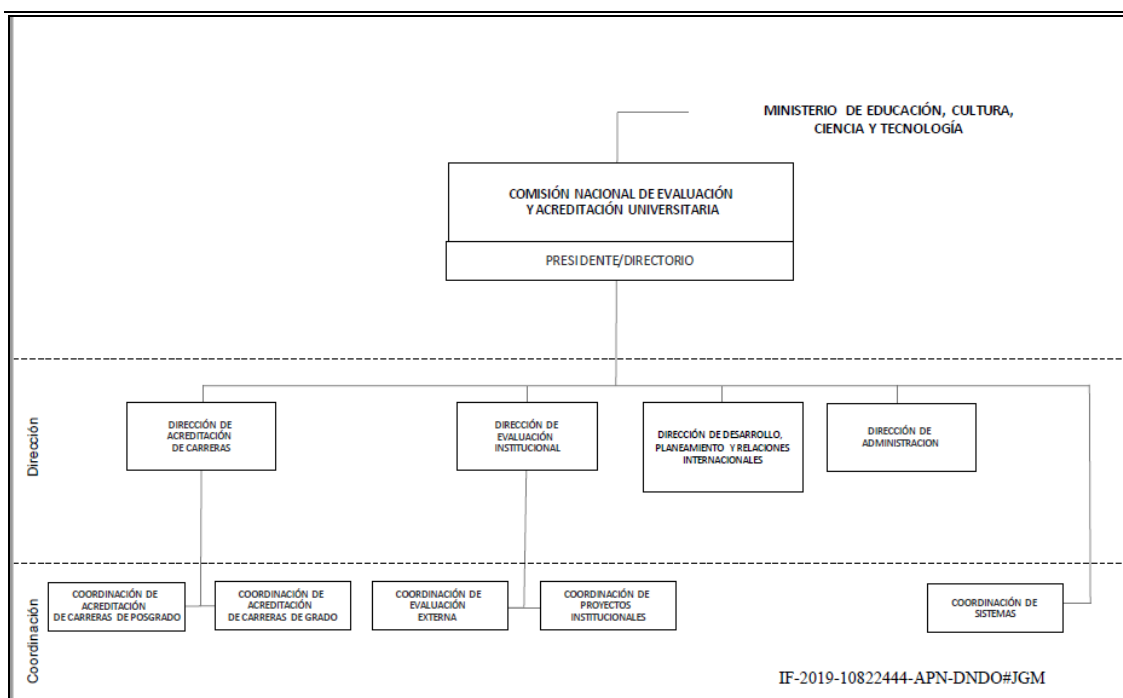 MINISTERIO DE EDUCACIÓN, CULTURA,
CIENCIA Y TECNOLOGÍA
COMISIÓN NACIONAL DE EVALUACIÓN
Y ACREDITACIÓN UNIVERSITARIA
PRESIDENTE/DIRECTORIO
Dirección
DIRECCIÓN DE
ACREDITACIÓN
DE CARRERAS
DIRECCIÓN DE
EVALUACIÓN
INSTITUCIONAL
DIRECCIÓN DE DESARROLLO,
PLANEAMIENTO Y RELACIONES
INTERNACIONALES
DIRECCIÓN DE
ADMINISTRACION
Coordinación
COORDINACIÓN DE
ACREDITACIÓN
DE CARRERAS DE POSGRADO
COORDINACIÓN DE
ACREDITACIÓN
DE CARRERAS DE GRADO
COORDINACIÓN DE
EVALUACIÓN
EXTERNA
COORDINACIÓN DE
PROYECTOS
INSTITUCIONALES
COORDINACIÓN DE
SISTEMAS
IF-2019-10822444-APN-DNDO#JGM